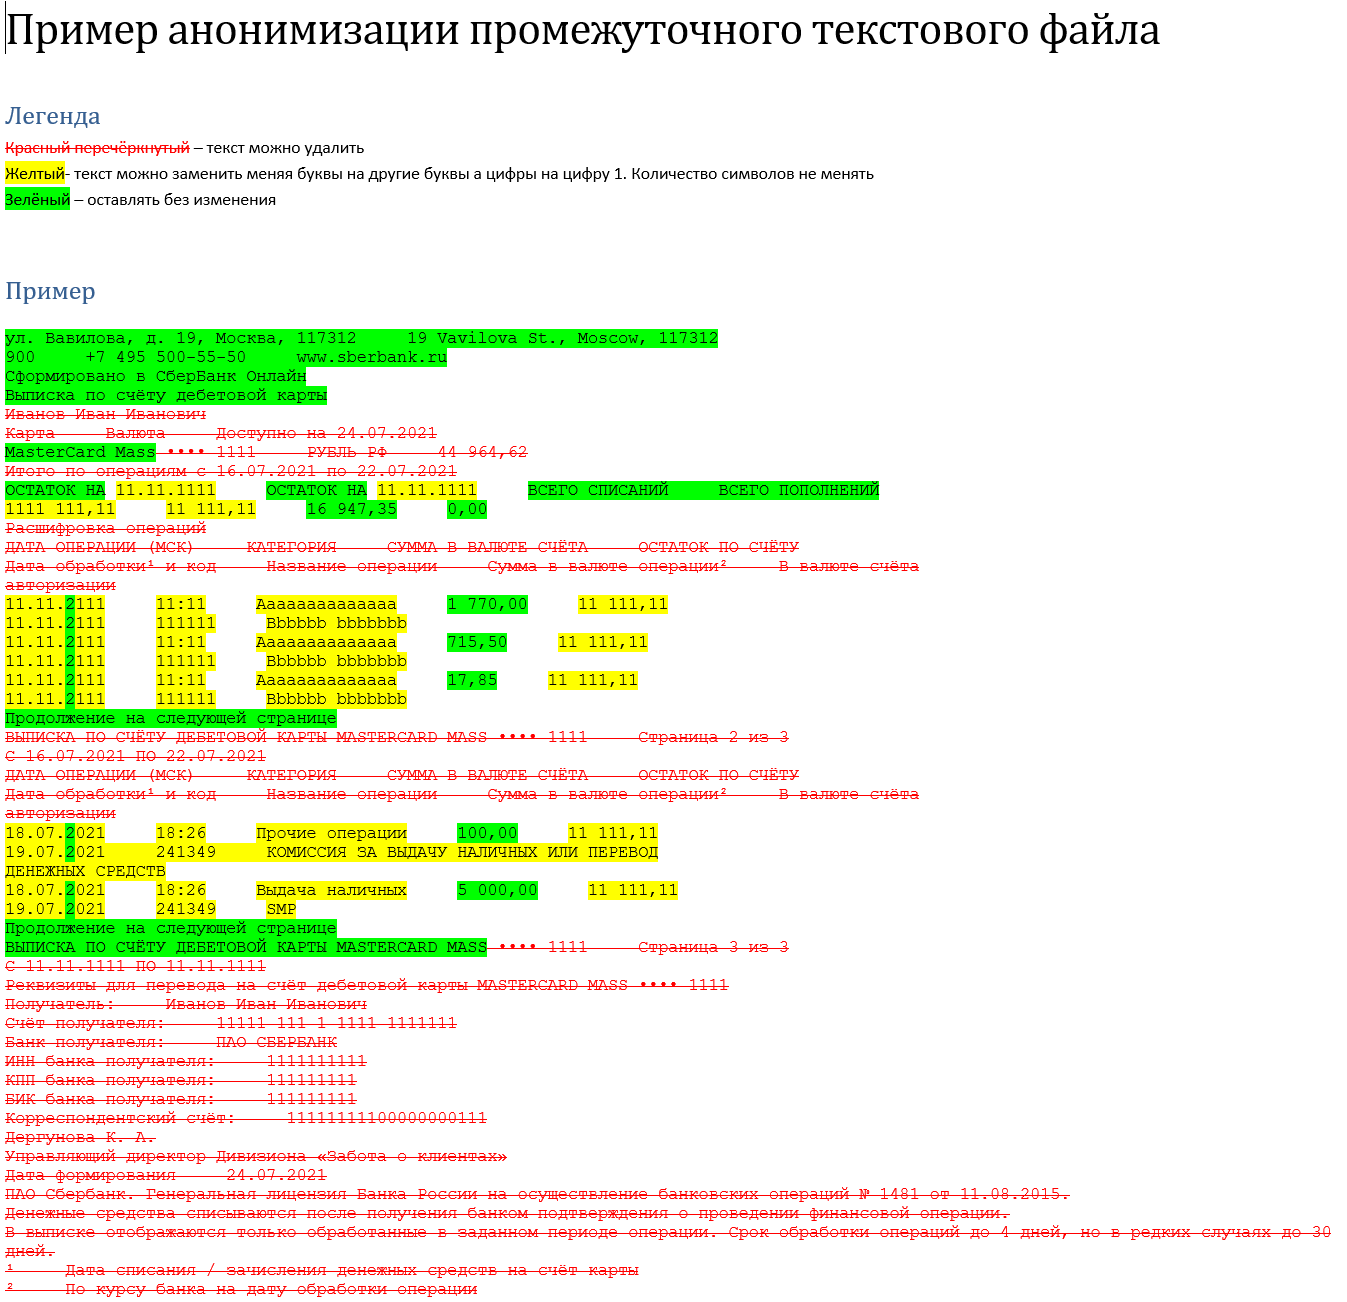 Пример анонимизации промежуточного текстового файла
Легенда
Красный перечёркнутый – текст можно удалить
Желтый- текст можно заменить меняя буквы на другие буквы а цифры на цифру 1. Количество символов не менять
Зелёный – оставлять без изменения
Пример
ул. Вавилова, д. 19, Москва, 117312     19 Vavilova St., Moscow, 117312
900     +7 495 500-55-50     www.sberbank.ru
Сформировано в СберБанк Онлайн
Выписка по счёту дебетовой карты
Иванов Иван Иванович
Карта     Валюта     Доступно на 24.07.2021
MasterCard Mass •••• 1111     РУБЛЬ РФ     44 964,62
Итого по операциям с 16.07.2021 по 22.07.2021
ОСТАТОК НА 11.11.1111     ОСТАТОК НА 11.11.1111     ВСЕГО СПИСАНИЙ     ВСЕГО ПОПОЛНЕНИЙ
1111 111,11     11 111,11     16 947,35     0,00
Расшифровка операций
ДАТА ОПЕРАЦИИ (МСК)     КАТЕГОРИЯ     СУММА В ВАЛЮТЕ СЧЁТА     ОСТАТОК ПО СЧЁТУ
Дата обработки¹ и код     Название операции     Сумма в валюте операции²     В валюте счёта
авторизации
11.11.2111     11:11     Aaaaaaaaaaaaaa     1 770,00     11 111,11
11.11.2111     111111     Bbbbbb bbbbbbb
11.11.2111     11:11     Aaaaaaaaaaaaaa     715,50     11 111,11
11.11.2111     111111     Bbbbbb bbbbbbb
11.11.2111     11:11     Aaaaaaaaaaaaaa     17,85     11 111,11
11.11.2111     111111     Bbbbbb bbbbbbb
Продолжение на следующей странице
ВЫПИСКА ПО СЧЁТУ ДЕБЕТОВОЙ КАРТЫ MASTERCARD MASS •••• 1111     Страница 2 из 3
С 16.07.2021 ПО 22.07.2021
ДАТА ОПЕРАЦИИ (МСК)     КАТЕГОРИЯ     СУММА В ВАЛЮТЕ СЧЁТА     ОСТАТОК ПО СЧЁТУ
Дата обработки¹ и код     Название операции     Сумма в валюте операции²     В валюте счёта
авторизации
18.07.2021     18:26     Прочие операции     100,00     11 111,11
19.07.2021     241349     КОМИССИЯ ЗА ВЫДАЧУ НАЛИЧНЫХ ИЛИ ПЕРЕВОД
ДЕНЕЖНЫХ СРЕДСТВ
18.07.2021     18:26     Выдача наличных     5 000,00     11 111,11
19.07.2021     241349     SMP
Продолжение на следующей странице
ВЫПИСКА ПО СЧЁТУ ДЕБЕТОВОЙ КАРТЫ MASTERCARD MASS •••• 1111     Страница 3 из 3
С 11.11.1111 ПО 11.11.1111
Реквизиты для перевода на счёт дебетовой карты MASTERCARD MASS •••• 1111
Получатель:     Иванов Иван Иванович
Счёт получателя:     11111 111 1 1111 1111111
Банк получателя:     ПАО СБЕРБАНК
ИНН банка получателя:     1111111111
КПП банка получателя:     111111111
БИК банка получателя:     111111111
Корреспондентский счёт:     11111111100000000111
Дергунова К. А.
Управляющий директор Дивизиона «Забота о клиентах»
Дата формирования     24.07.2021
ПАО Сбербанк. Генеральная лицензия Банка России на осуществление банковских операций № 1481 от 11.08.2015.
Денежные средства списываются после получения банком подтверждения о проведении финансовой операции.
В выписке отображаются только обработанные в заданном периоде операции. Срок обработки операций до 4 дней, но в редких случаях до 30
дней.
¹     Дата списания / зачисления денежных средств на счёт карты
²     По курсу банка на дату обработки операции